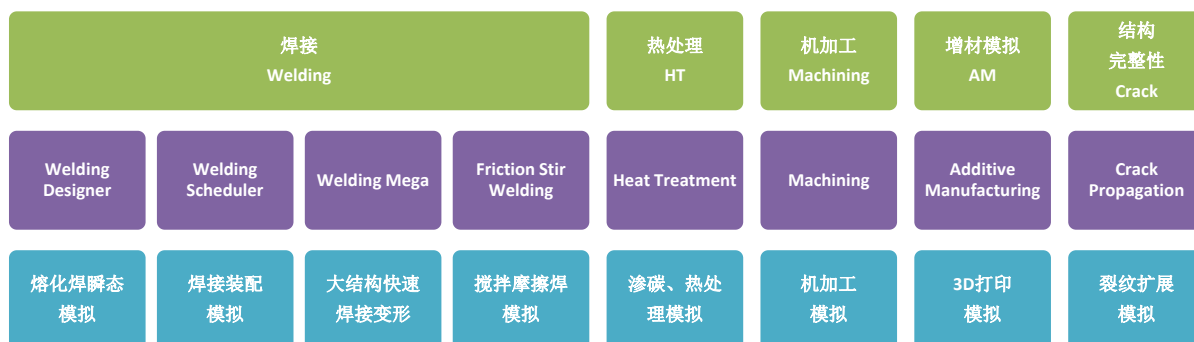 焊接
Welding
热处理
HT
机加工
Machining
增材模拟
AM
结构
完整性
Crack
Welding
Designer
Welding
Scheduler
Welding Mega
Friction Stir
Welding
Heat Treatment
Machining
Additive
Manufacturing
Crack
Propagation
熔化焊瞬态
模拟
焊接装配
模拟
大结构快速
焊接变形
搅拌摩擦焊
模拟
渗碳、热处
理模拟
机加工
模拟
3D打印
模拟
裂纹扩展
模拟